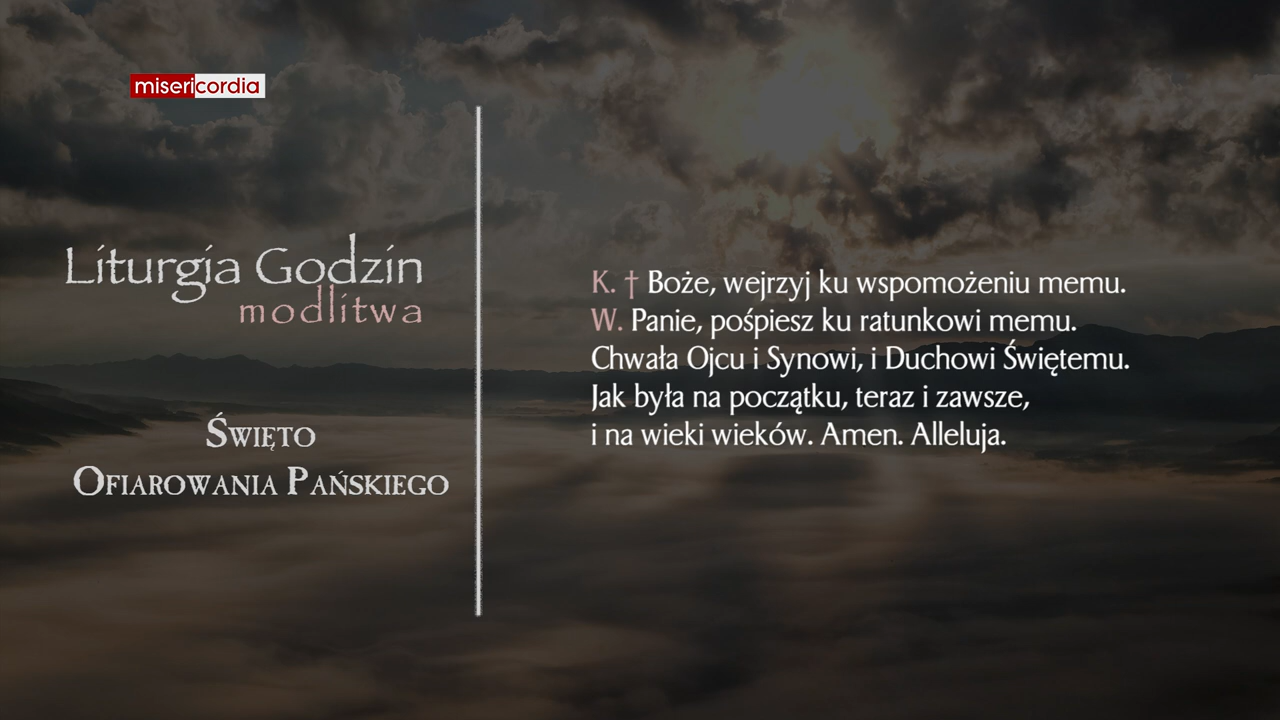 misericordia
Liturgia Godzin
modlitwa
Święto
Ofiarowania Pańskiego
K. † Boże, wejrzyj ku wspomożeniu memu.
W. Panie, pośpiesz ku ratunkowi memu.
Chwała Ojcu i Synowi, i Duchowi Świętemu.
Jak była na początku, teraz i zawsze,
i na wieki wieków. Amen. Alleluja.